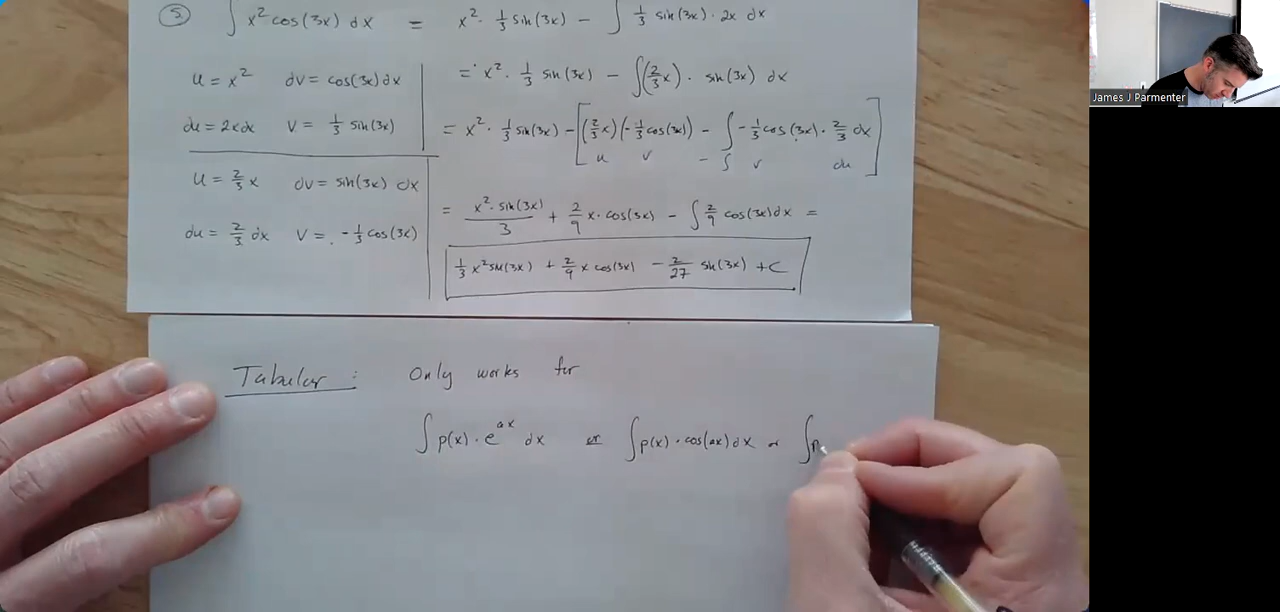 ⑤ ∫ x² cos(3x) dx = x² · 1/3 sin(3x) − ∫ 1/3 sin(3x) · 2x dx
u = x² dv = cos(3x)dx
= x² · 1/3 sin(3x) − ∫(2/3 x) · sin(3x) dx
du = 2xdx v = 1/3 sin(3x)
= x² · 1/3 sin(3x) − [(2/3 x)(−1/3 cos(3x)) − ∫ −1/3 cos(3x) · 2/3 dx]
u v − ∫ v du
u = 2/3 x dv = sin(3x) dx
du = 2/3 dx v = −1/3 cos(3x)
= x² · sin(3x)/3 + 2/9 x · cos(3x) − ∫ 2/9 cos(3x)dx =
1/3 x² sin(3x) + 2/9 x cos(3x) − 2/27 sin(3x) + C
Tabular : Only works for
∫ p(x) · e^ax dx or ∫ p(x) · cos(ax) dx or ∫ p
James J Parmenter